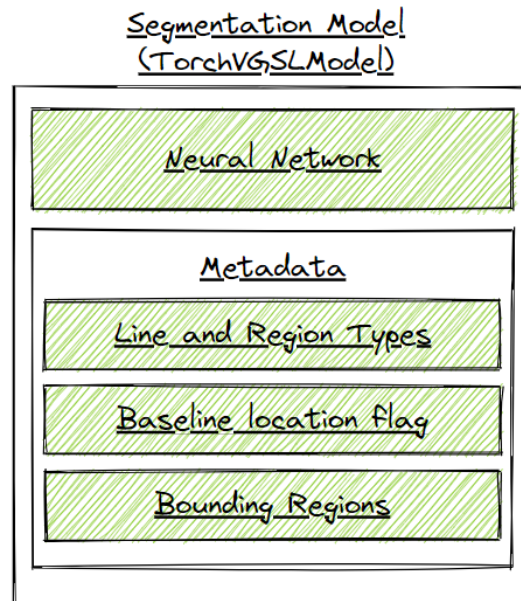 Segmentation Model
(TorchVGSLModel)
Neural Network
Metadata
Line and Region Types
Baseline location flag
Bounding Regions